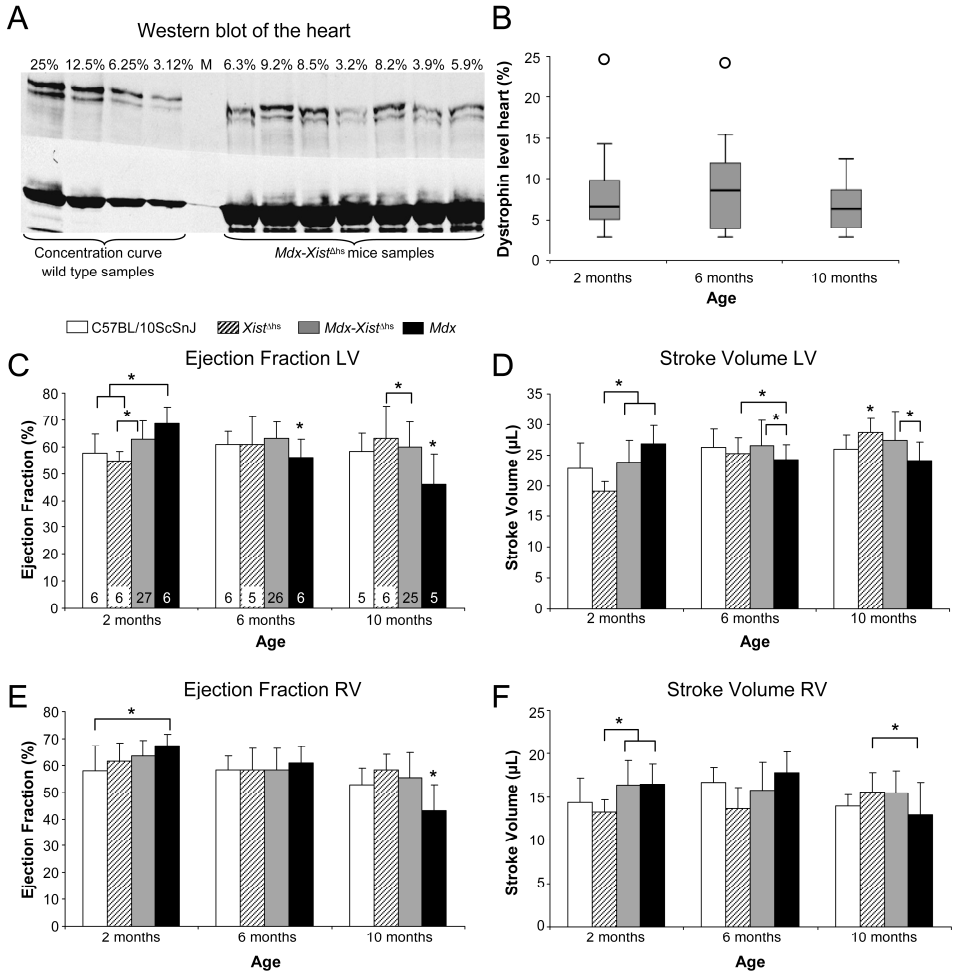 A
Western blot of the heart
25% 12.5% 6.25% 3.12% M 6.3% 9.2% 8.5% 3.2% 8.2% 3.9% 5.9%
Concentration curve
wild type samples
Mdx-Xist^Δhs mice samples
B
Dystrophin level heart (%)
25
20
15
10
5
0
2 months 6 months 10 months
Age
C57BL/10ScSnJ Xist^Δhs Mdx-Xist^Δhs Mdx
C
Ejection Fraction LV
Ejection Fraction (%)
80
70
60
50
40
30
20
10
0
* * * * *
6 6 27 6 6 5 26 6 5 6 25 5
2 months 6 months 10 months
Age
D
Stroke Volume LV
Stroke Volume (µL)
35
30
25
20
15
10
5
0
* * * * *
2 months 6 months 10 months
Age
E
Ejection Fraction RV
Ejection Fraction (%)
80
70
60
50
40
30
20
10
0
* *
2 months 6 months 10 months
Age
F
Stroke Volume RV
Stroke Volume (µL)
25
20
15
10
5
0
* *
2 months 6 months 10 months
Age